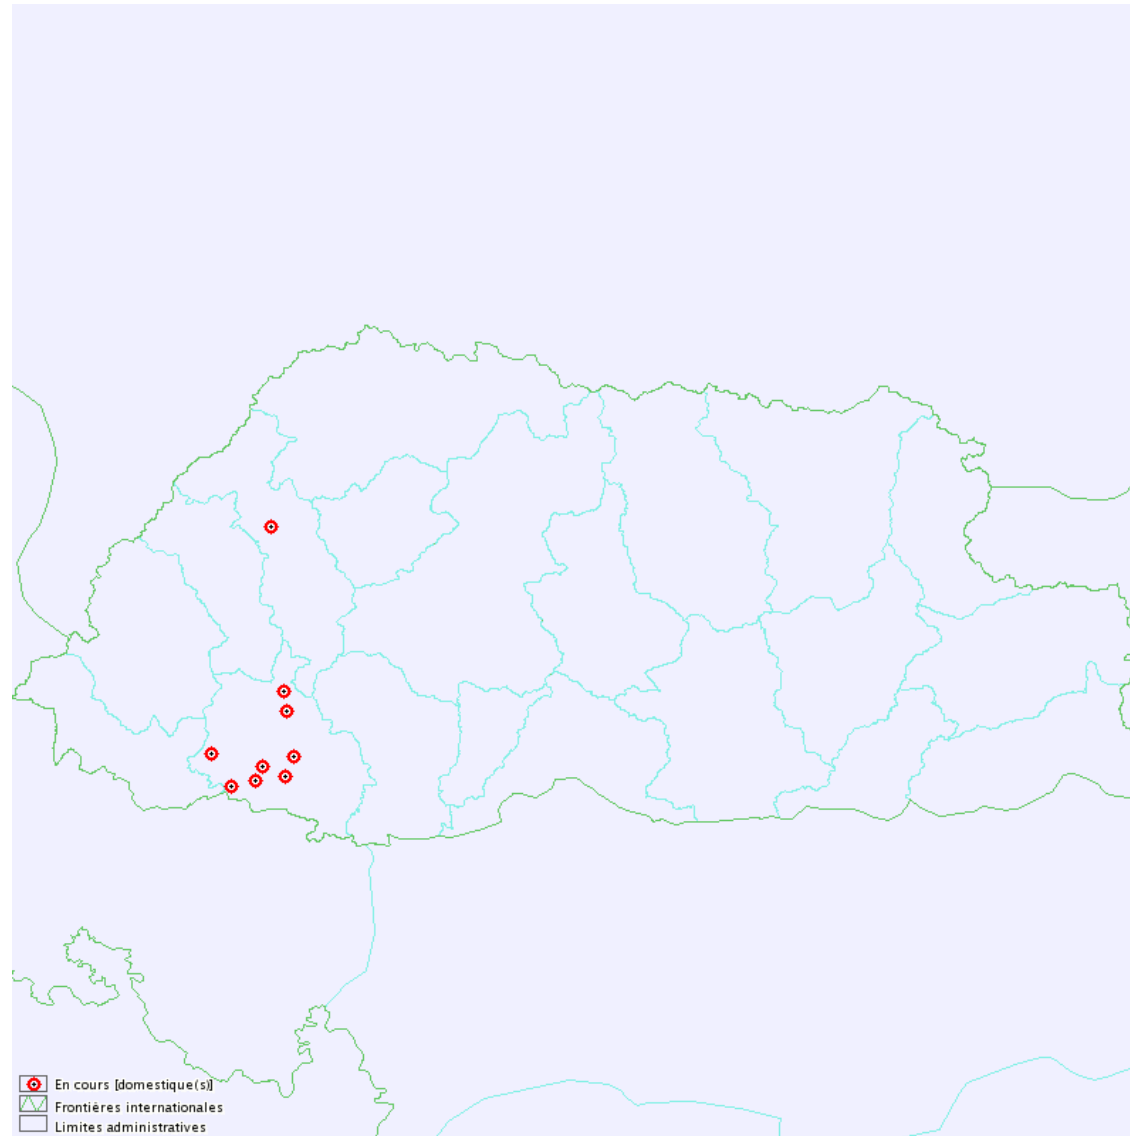 En cours [domestique(s)]
Frontières internationales
Limites administratives